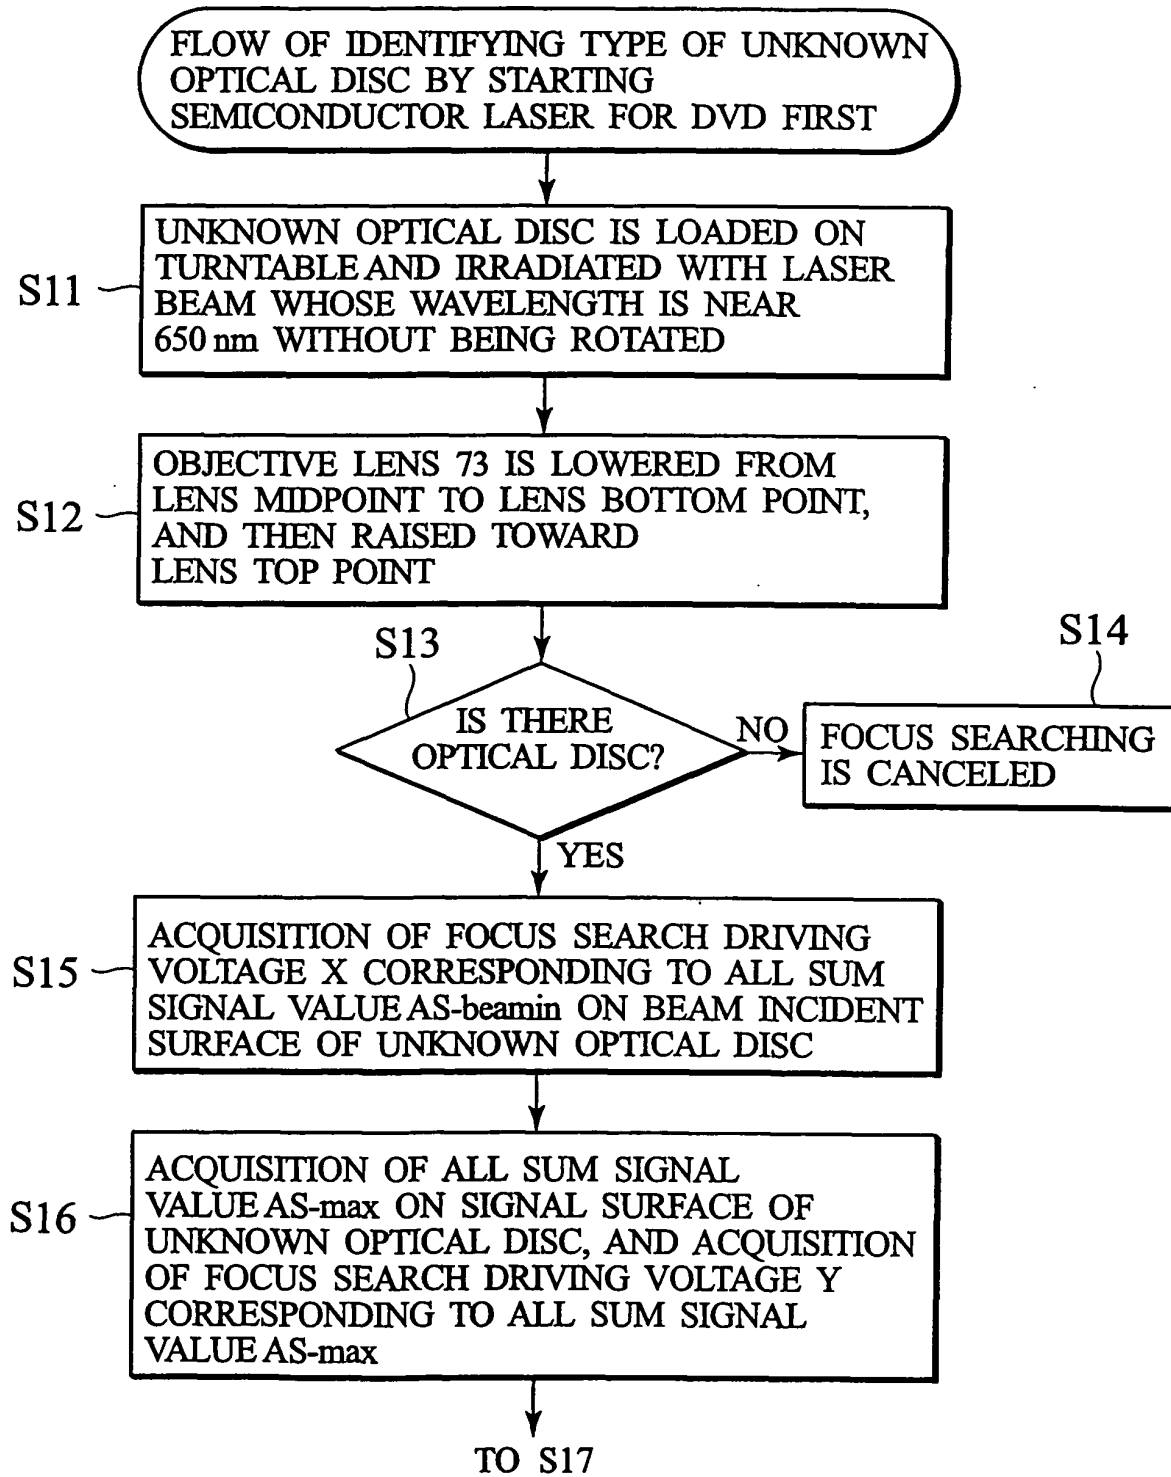 FLOW OF IDENTIFYING TYPE OF UNKNOWN
OPTICAL DISC BY STARTING
SEMICONDUCTOR LASER FOR DVD FIRST
S11
UNKNOWN OPTICAL DISC IS LOADED ON
TURNTABLE AND IRRADIATED WITH LASER
BEAM WHOSE WAVELENGTH IS NEAR
650 nm WITHOUT BEING ROTATED
S12
OBJECTIVE LENS 73 IS LOWERED FROM
LENS MIDPOINT TO LENS BOTTOM POINT,
AND THEN RAISED TOWARD
LENS TOP POINT
S13
IS THERE
OPTICAL DISC?
NO
S14
FOCUS SEARCHING
IS CANCELED
YES
S15
ACQUISITION OF FOCUS SEARCH DRIVING
VOLTAGE X CORRESPONDING TO ALL SUM
SIGNAL VALUE AS-beamin ON BEAM INCIDENT
SURFACE OF UNKNOWN OPTICAL DISC
S16
ACQUISITION OF ALL SUM SIGNAL
VALUE AS-max ON SIGNAL SURFACE OF
UNKNOWN OPTICAL DISC, AND ACQUISITION
OF FOCUS SEARCH DRIVING VOLTAGE Y
CORRESPONDING TO ALL SUM SIGNAL
VALUE AS-max
TO S17